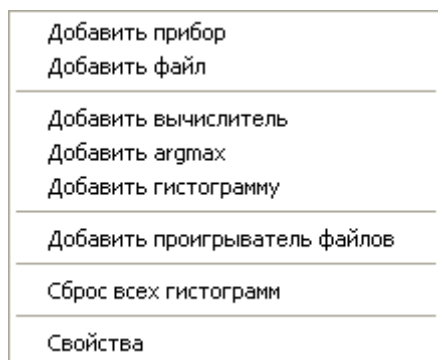 Добавить прибор
Добавить файл
Добавить вычислитель
Добавить argmax
Добавить гистограмму
Добавить проигрыватель файлов
Сброс всех гистограмм
Свойства